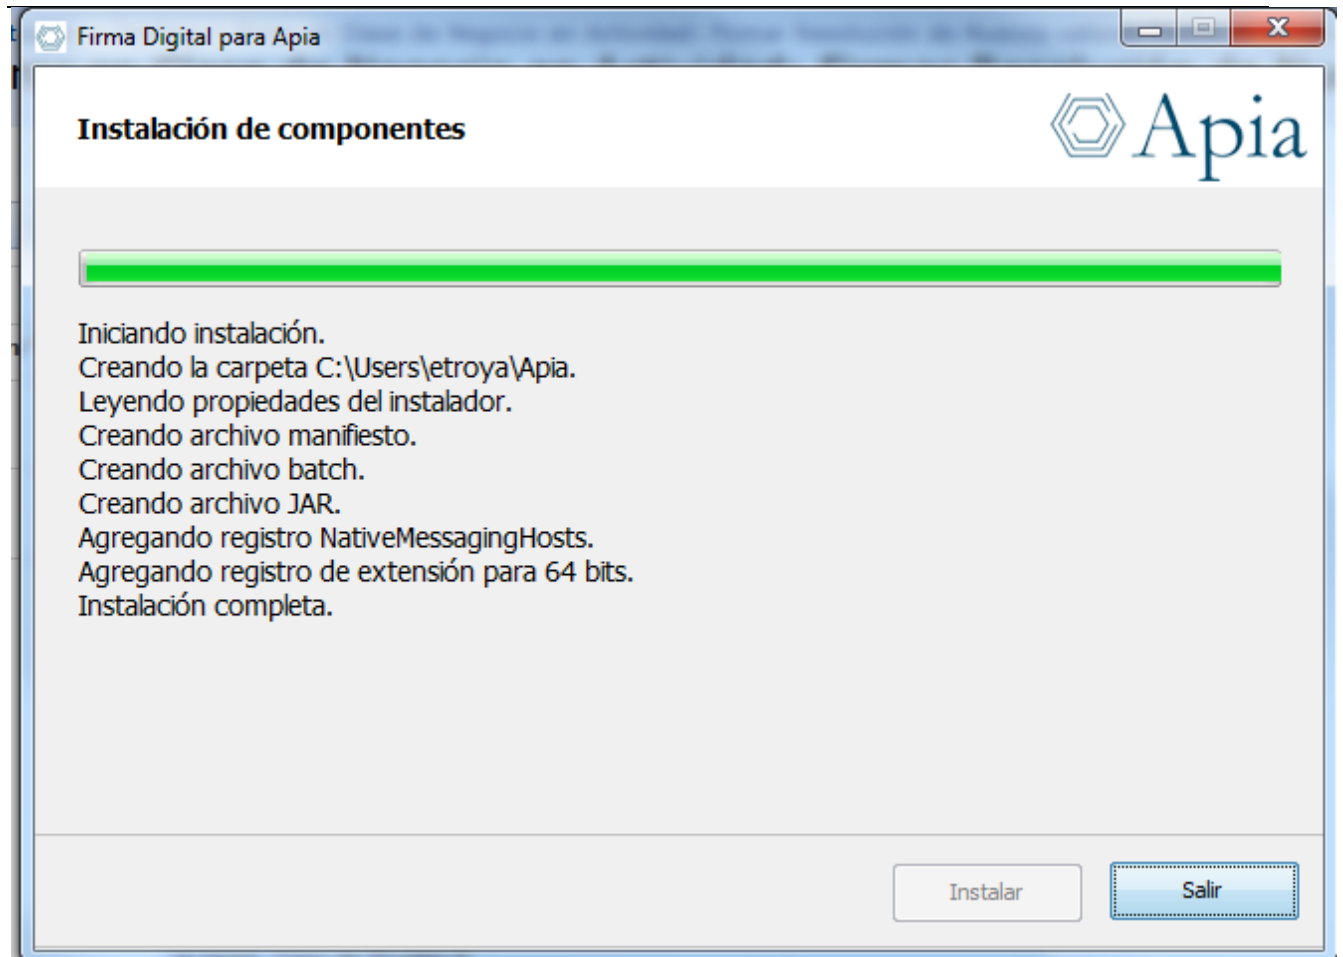 Firma Digital para Apia
Instalación de componentes
Apia
Iniciando instalación.
Creando la carpeta C:\Users\etroya\Apia.
Leyendo propiedades del instalador.
Creando archivo manifiesto.
Creando archivo batch.
Creando archivo JAR.
Agregando registro NativeMessagingHosts.
Agregando registro de extensión para 64 bits.
Instalación completa.
Instalar
Salir